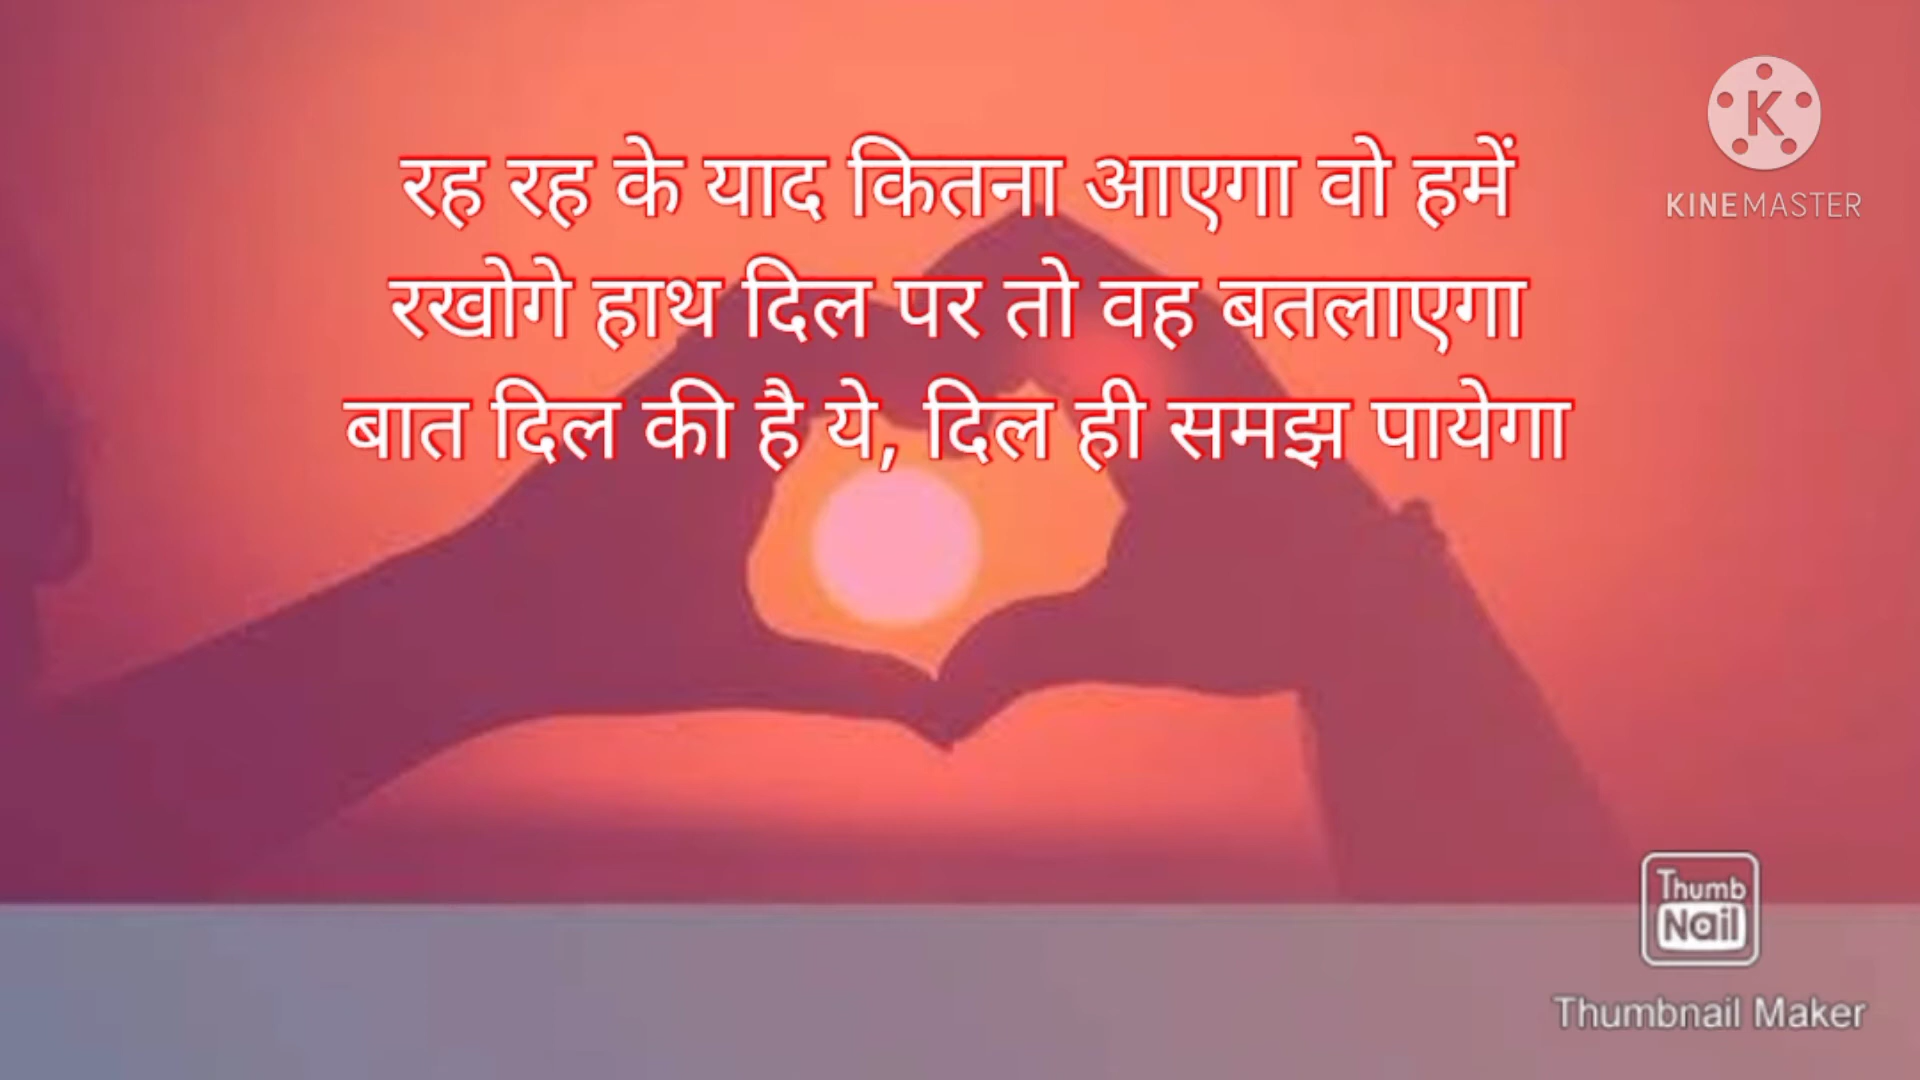 रह रह के याद कितना आएगा वो हमें
रखोगे हाथ दिल पर तो वह बतलाएगा
बात दिल की है ये, दिल ही समझ पायेगा
K
KINEMASTER
Thumb
Nail
Thumbnail Maker